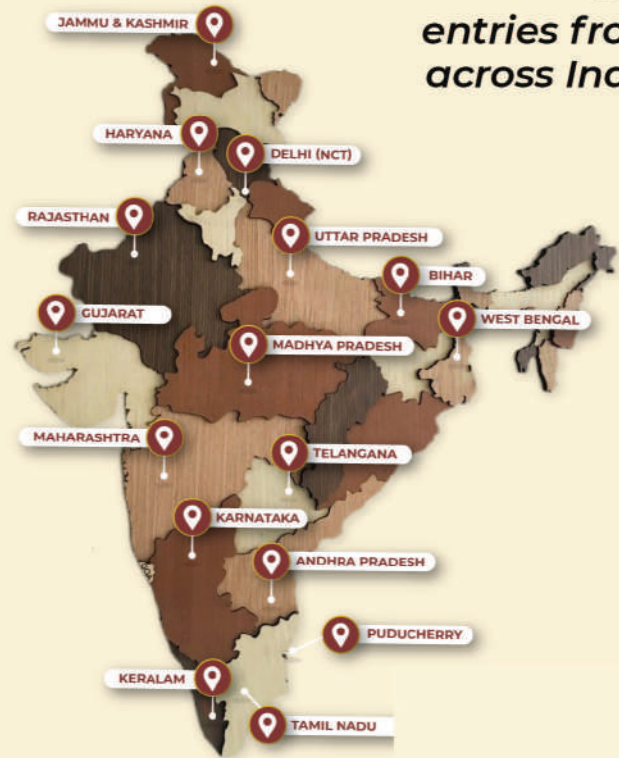 entries fro
across Ind
JAMMU & KASHMIR
HARYANA
DELHI (NCT)
RAJASTHAN
UTTAR PRADESH
BIHAR
GUJARAT
WEST BENGAL
MADHYA PRADESH
MAHARASHTRA
TELANGANA
KARNATAKA
ANDHRA PRADESH
PUDUCHERRY
KERALAM
TAMIL NADU